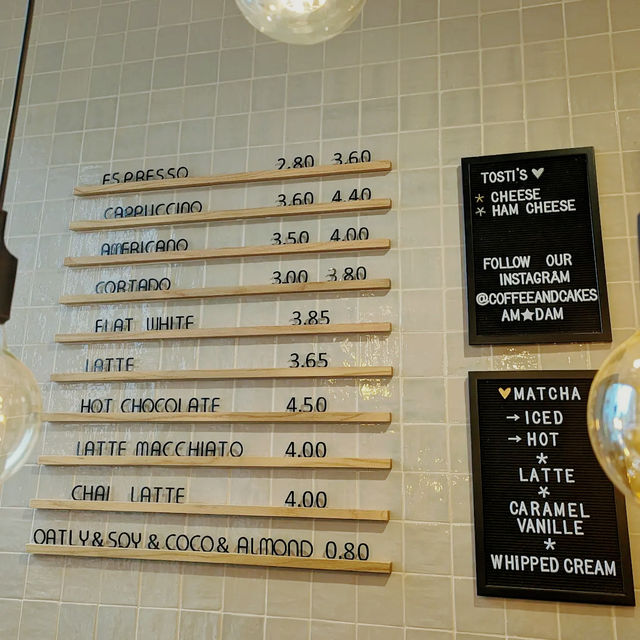 ESPRESSO 2.80 3.60
CAPPUCCINO 3.60 4.40
AMERICANO 3.50 4.00
CORTADO 3.00 3.80
FLAT WHITE 3.85
LATTE 3.65
HOT CHOCOLATE 4.50
LATTE MACCHIATO 4.00
CHAI LATTE 4.00
OATLY & SOY & COCO & ALMOND 0.80
TOSTI'S ♥
* CHEESE
* HAM CHEESE
FOLLOW OUR
INSTAGRAM
@COFFEEANDCAKES
AM★DAM
♥ MATCHA
→ ICED
→ HOT
*
LATTE
*
CARAMEL
VANILLE
*
WHIPPED CREAM